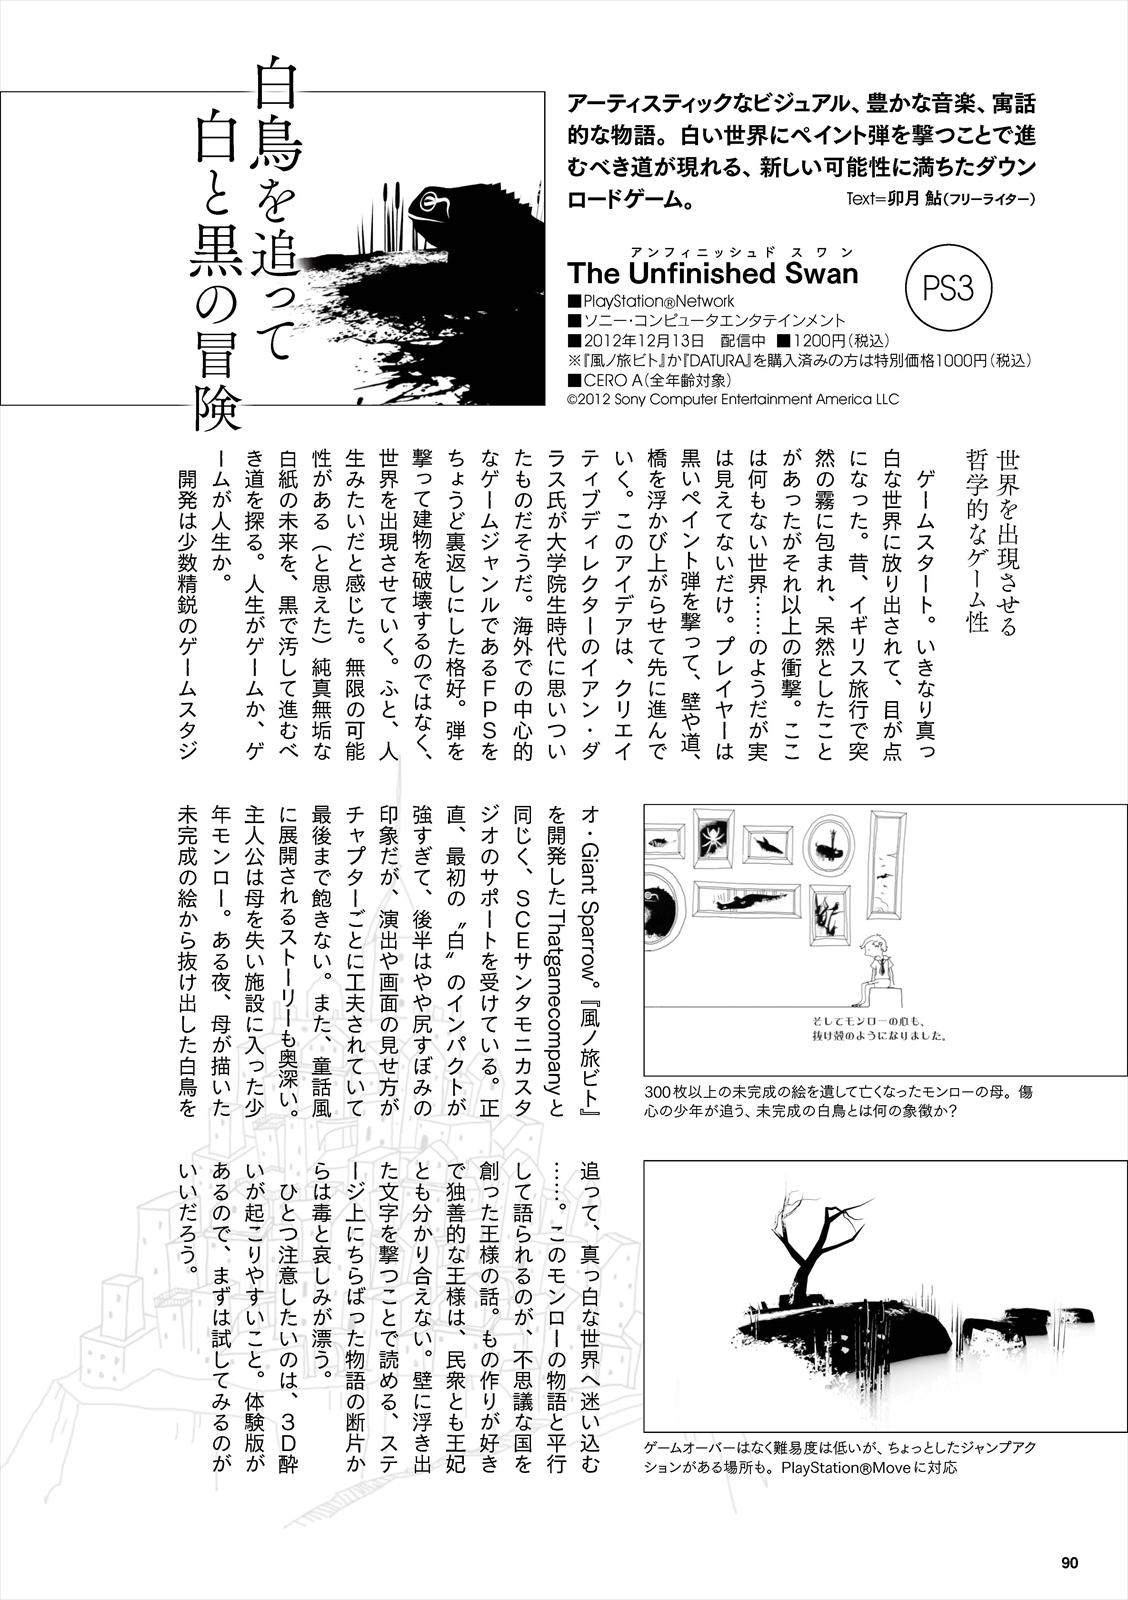 白鳥を追って
白と黒の冒険
アーティスティックなビジュアル、豊かな音楽、寓話
的な物語。白い世界にペイント弾を撃つことで進
むべき道が現れる、新しい可能性に満ちたダウン
ロードゲーム。
Text=卯月 鮎（フリーライター）
アンフィニッシュド スワン
The Unfinished Swan
PS3
■PlayStation®Network
■ソニー・コンピュータエンタテインメント
■2012年12月13日　配信中 ■1200円（税込）
※『風ノ旅ビト』か『DATURA』を購入済みの方は特別価格1000円（税込）
■CERO A（全年齢対象）
©2012 Sony Computer Entertainment America LLC
世界を出現させる
哲学的なゲーム性
　ゲームスタート。いきなり真っ
白な世界に放り出されて、目が点
になった。昔、イギリス旅行で突
然の霧に包まれ、呆然としたこと
があったがそれ以上の衝撃。ここ
は何もない世界……のようだが実
は見えてないだけ。プレイヤーは
黒いペイント弾を撃って、壁や道、
橋を浮かび上がらせて先に進んで
いく。このアイデアは、クリエイ
ティブディレクターのイアン・ダ
ラス氏が大学院生時代に思いつい
たものだそうだ。海外での中心的
なゲームジャンルであるFPSを
ちょうど裏返しにした格好。弾を
撃って建物を破壊するのではなく、
世界を出現させていく。ふと、人
生みたいだと感じた。無限の可能
性がある（と思えた）純真無垢な
白紙の未来を、黒で汚して進むべ
き道を探る。人生がゲームか、ゲ
ームが人生か。
　開発は少数精鋭のゲームスタジ
オ・Giant Sparrow。『風ノ旅ビト』
を開発したThatgamecompanyと
同じく、SCEサンタモニカスタ
ジオのサポートを受けている。正
直、最初の〝白〟のインパクトが
強すぎて、後半はやや尻すぼみの
印象だが、演出や画面の見せ方が
チャプターごとに工夫されていて
最後まで飽きない。また、童話風
に展開されるストーリーも奥深い。
主人公は母を失い施設に入った少
年モンロー。ある夜、母が描いた
未完成の絵から抜け出した白鳥を
追って、真っ白な世界へ迷い込む
……。このモンローの物語と平行
して語られるのが、不思議な国を
創った王様の話。もの作りが好き
で独善的な王様は、民衆とも王妃
とも分かり合えない。壁に浮き出
た文字を撃つことで読める、ステ
ージ上にちらばった物語の断片か
らは毒と哀しみが漂う。
　ひとつ注意したいのは、3D酔
いが起こりやすいこと。体験版が
あるので、まずは試してみるのが
いいだろう。
そしてモンローの心も、
抜け殻のようになりました。
300枚以上の未完成の絵を遺して亡くなったモンローの母。傷
心の少年が追う、未完成の白鳥とは何の象徴か？
ゲームオーバーはなく難易度は低いが、ちょっとしたジャンプアク
ションがある場所も。PlayStation®Moveに対応
90